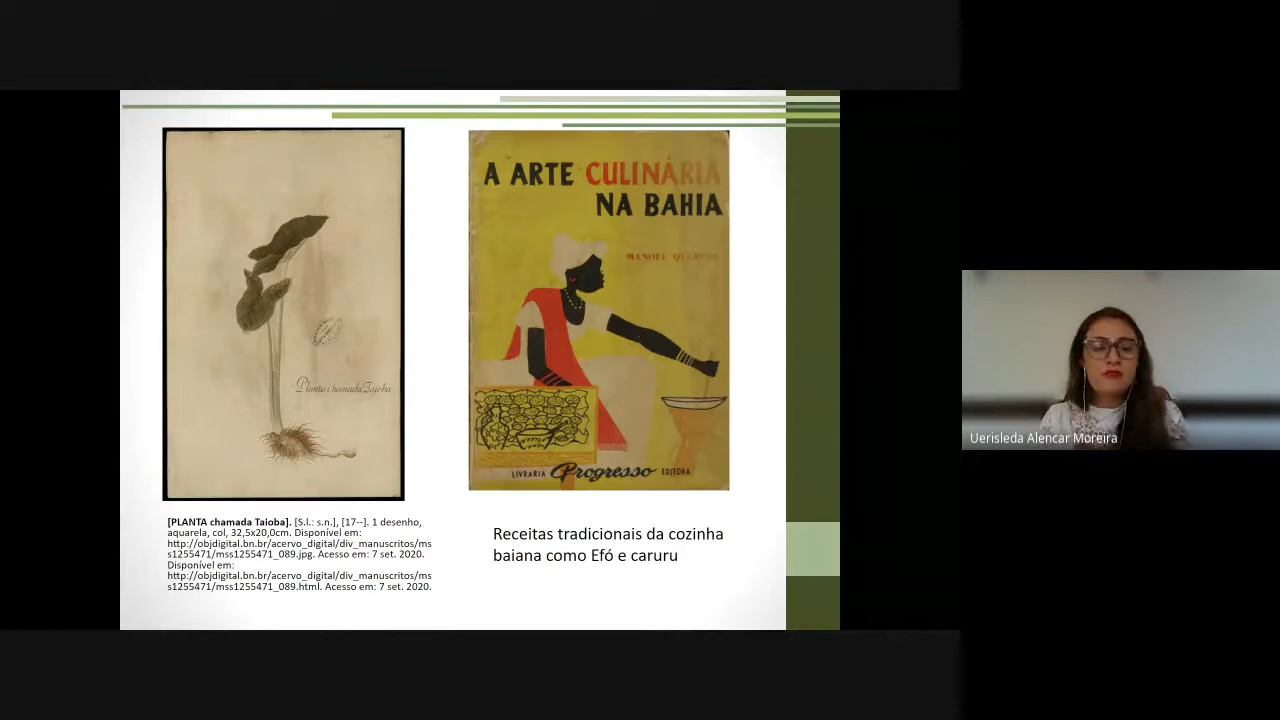 Planta chamada Taioba
A ARTE CULINÁRIA
NA BAHIA
MANOEL QUERINO
LIVRARIA Progresso EDITORA
[PLANTA chamada Taioba]. [S.l.: s.n.], [17--]. 1 desenho,
aquarela, col, 32,5x20,0cm. Disponível em:
http://objdigital.bn.br/acervo_digital/div_manuscritos/ms
s1255471/mss1255471_089.jpg. Acesso em: 7 set. 2020.
Disponível em:
http://objdigital.bn.br/acervo_digital/div_manuscritos/ms
s1255471/mss1255471_089.html. Acesso em: 7 set. 2020.
Receitas tradicionais da cozinha
baiana como Efó e caruru
Uerisleda Alencar Moreira